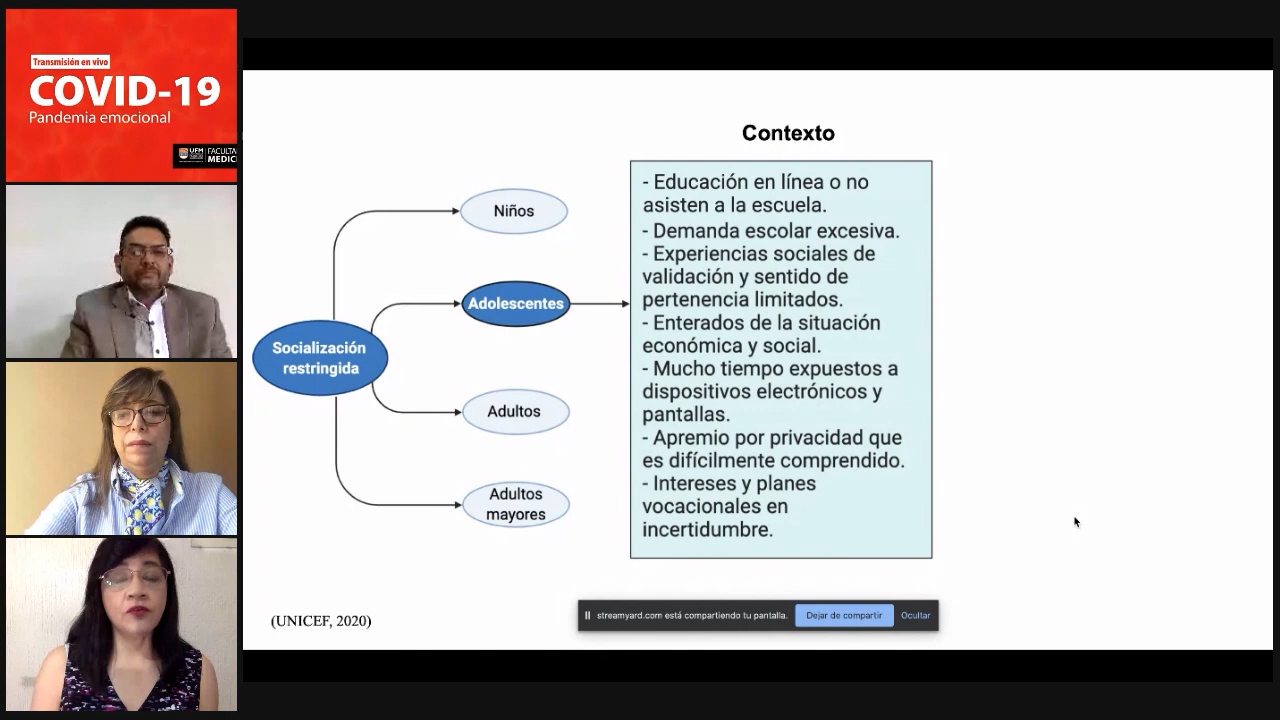 Transmisión en vivo
COVID-19
Pandemia emocional
UFM
FACULTA
MEDIC
Contexto
Socialización
restringida
Niños
Adolescentes
Adultos
Adultos
mayores
- Educación en línea o no
asisten a la escuela.
- Demanda escolar excesiva.
- Experiencias sociales de
validación y sentido de
pertenencia limitados.
- Enterados de la situación
económica y social.
- Mucho tiempo expuestos a
dispositivos electrónicos y
pantallas.
- Apremio por privacidad que
es difícilmente comprendido.
- Intereses y planes
vocacionales en
incertidumbre.
(UNICEF, 2020)
streamyard.com está compartiendo tu pantalla.
Dejar de compartir
Ocultar